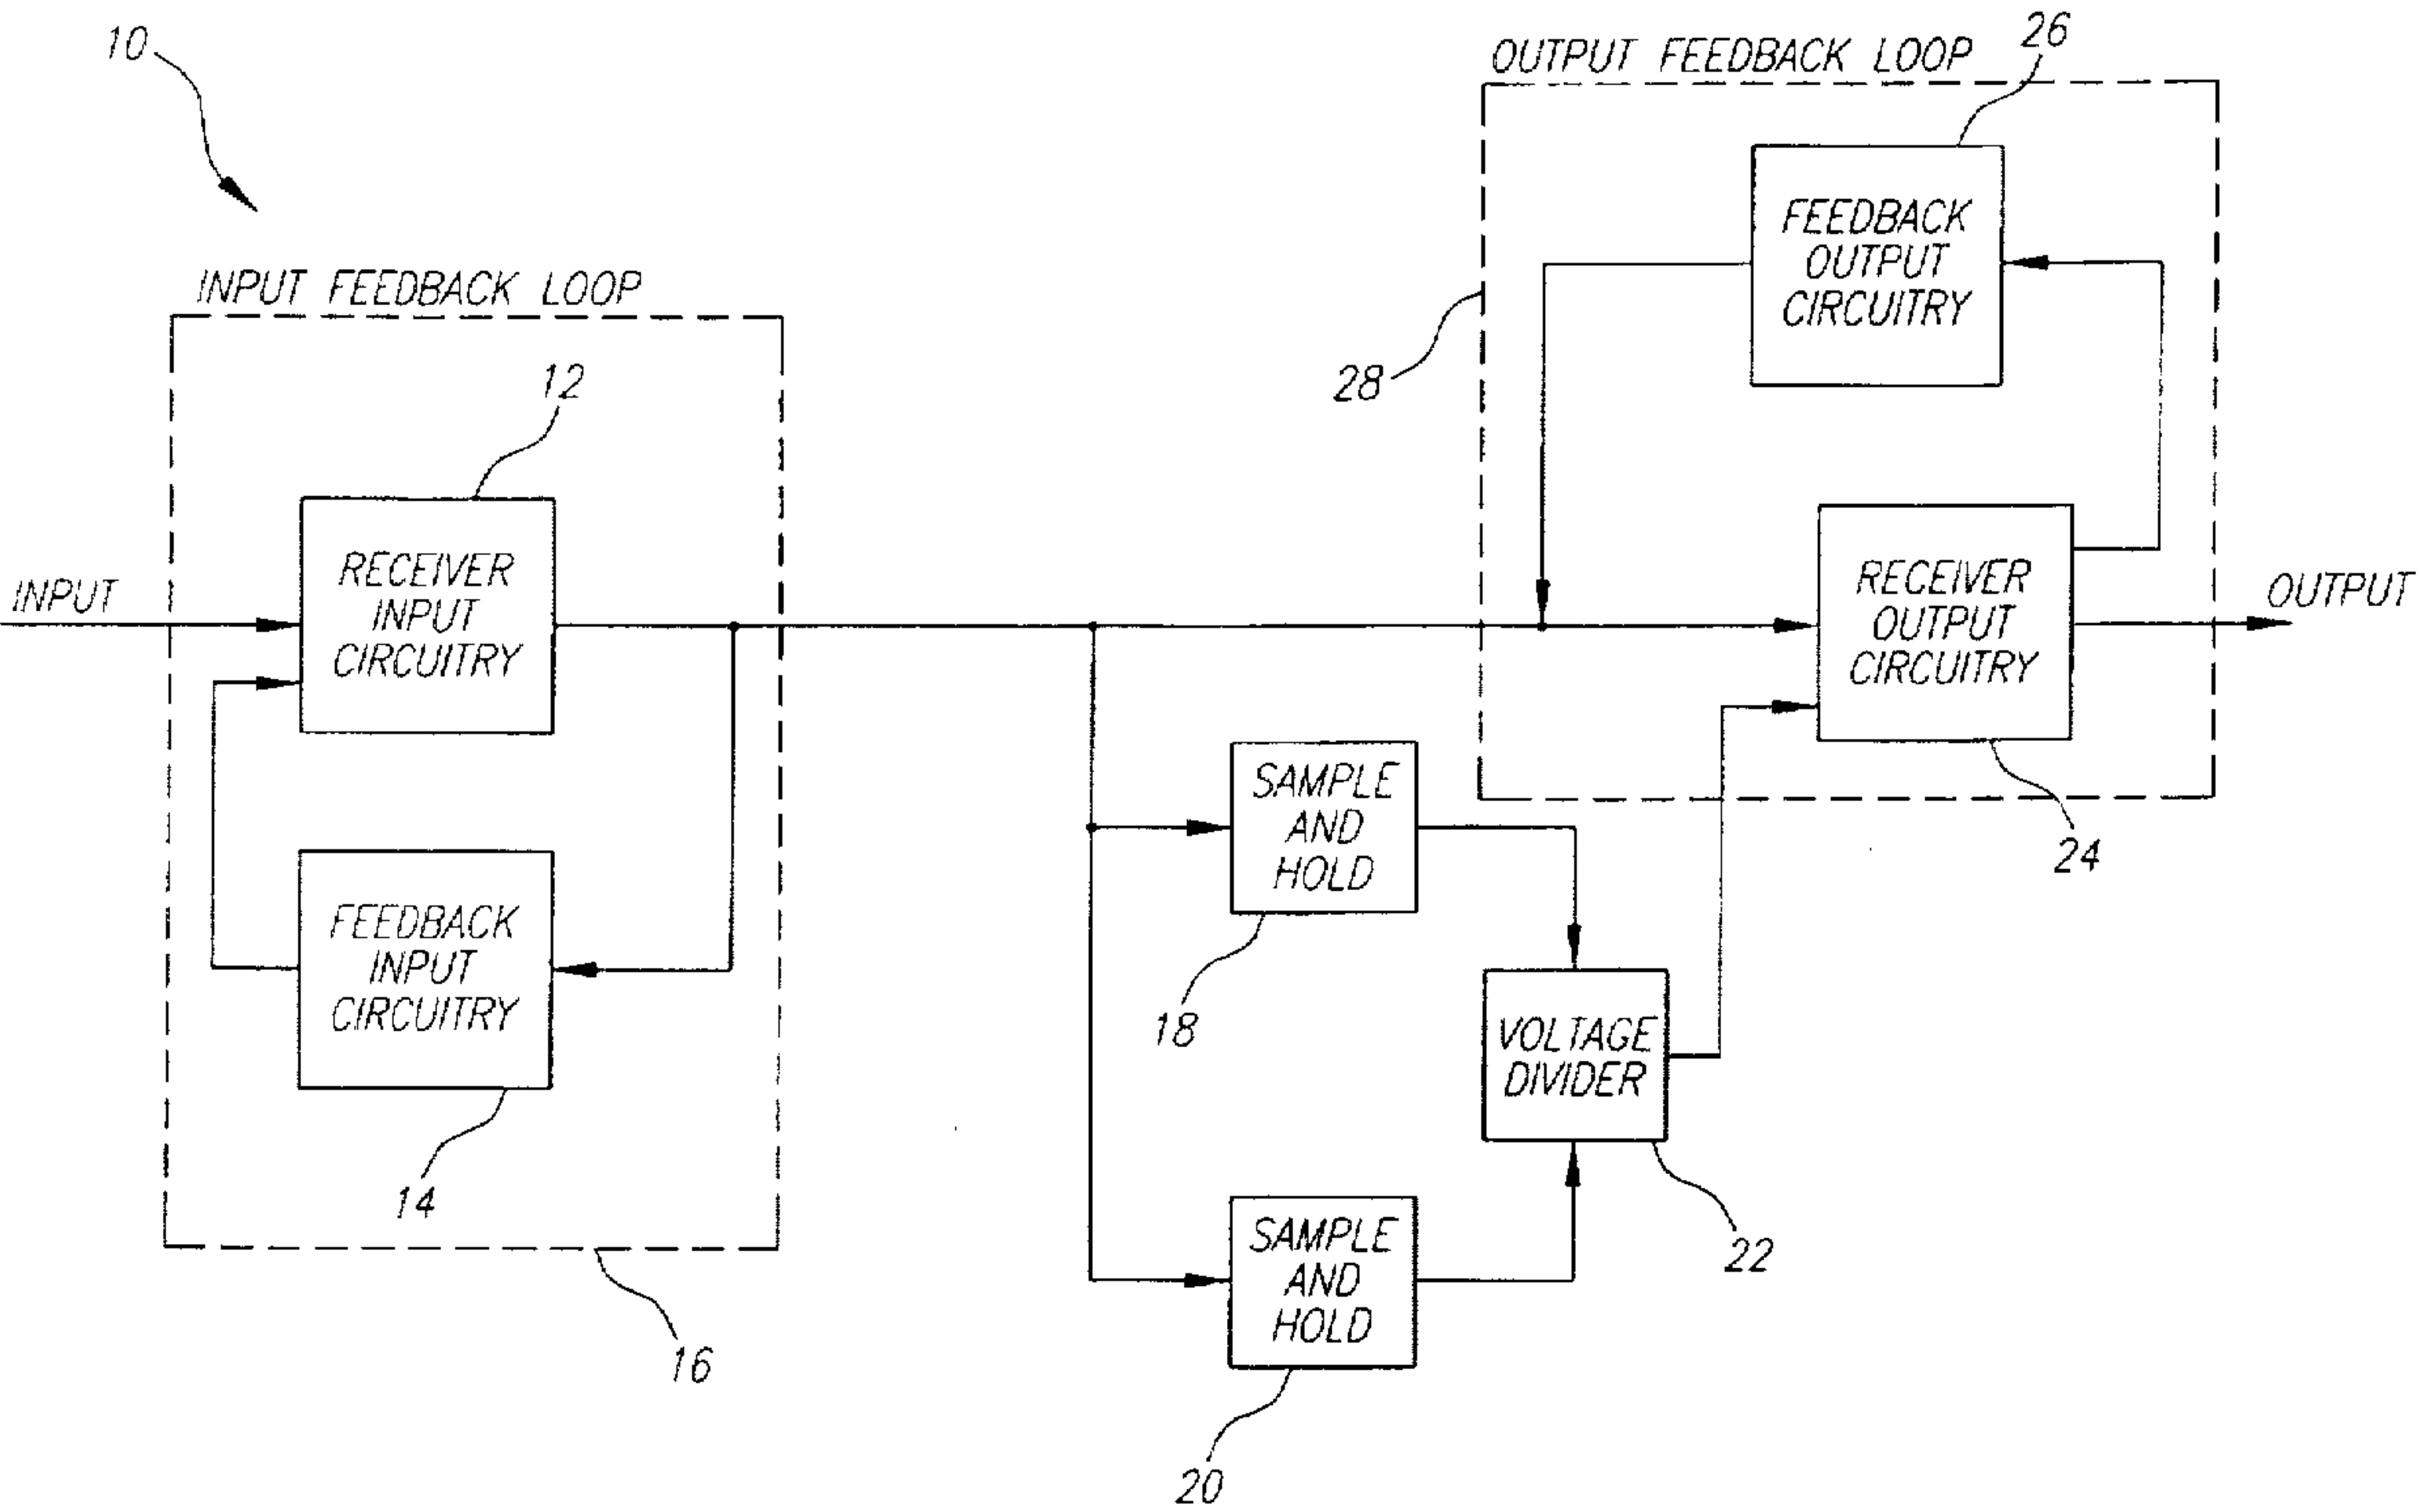 10
OUTPUT FEEDBACK LOOP
26
FEEDBACK
OUTPUT
CIRCUITRY
28
INPUT FEEDBACK LOOP
12
RECEIVER
INPUT
CIRCUITRY
INPUT
RECEIVER
OUTPUT
CIRCUITRY
OUTPUT
24
SAMPLE
AND
HOLD
18
FEEDBACK
INPUT
CIRCUITRY
14
16
VOLTAGE
DIVIDER
22
SAMPLE
AND
HOLD
20